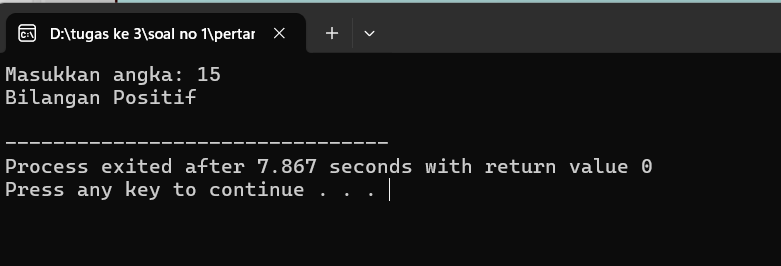 D:\tugas ke 3\soal no 1\pertar
Masukkan angka: 15
Bilangan Positif
--------------------------------
Process exited after 7.867 seconds with return value 0
Press any key to continue . . .